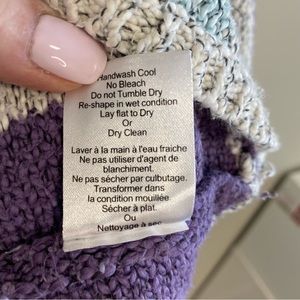 Handwash Cool
No Bleach
Do not Tumble Dry
Re-shape in wet condition
Lay flat to Dry
Or
Dry Clean
Laver à la main à l'eau fraiche
Ne pas utiliser d'agent de
blanchiment.
Ne pas sécher par culbutage.
Transformer dans
la condition mouillée.
Sécher à plat.
Ou
Nettoyage à sec